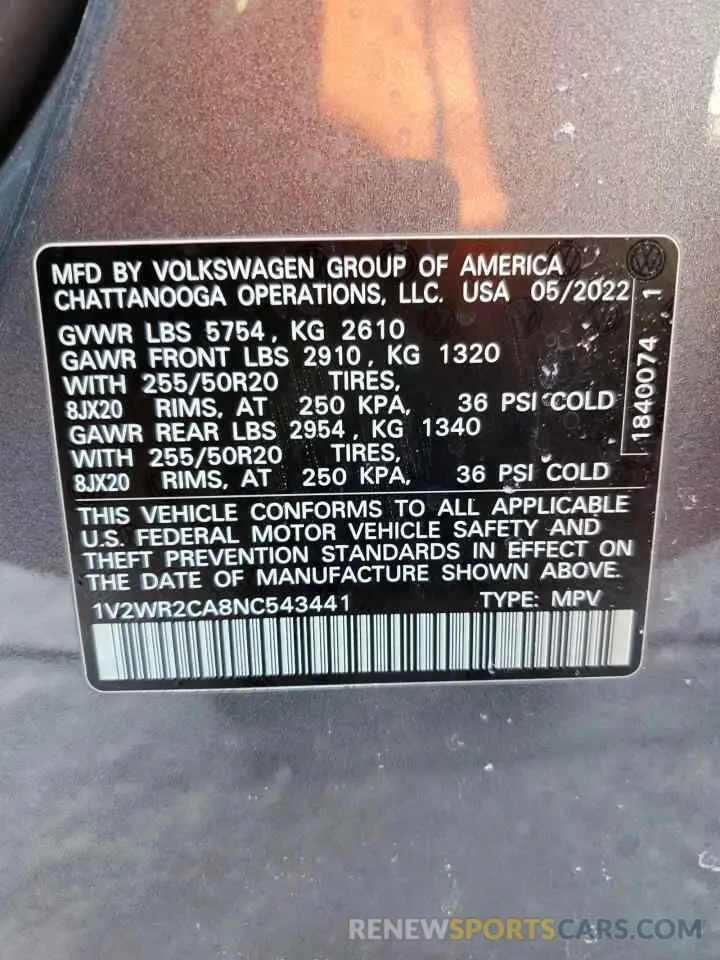 MFD BY VOLKSWAGEN GROUP OF AMERICA
CHATTANOOGA OPERATIONS, LLC. USA 05/2022
GVWR LBS 5754, KG 2610
GAWR FRONT LBS 2910, KG 1320
WITH 255/50R20 TIRES,
8JX20 RIMS, AT 250 KPA, 36 PSI COLD
GAWR REAR LBS 2954, KG 1340
WITH 255/50R20 TIRES,
8JX20 RIMS, AT 250 KPA, 36 PSI COLD
1840074 1
THIS VEHICLE CONFORMS TO ALL APPLICABLE
U.S. FEDERAL MOTOR VEHICLE SAFETY AND
THEFT PREVENTION STANDARDS IN EFFECT ON
THE DATE OF MANUFACTURE SHOWN ABOVE.
1V2WR2CA8NC543441 TYPE: MPV
RENEWSPORTSCARS.COM